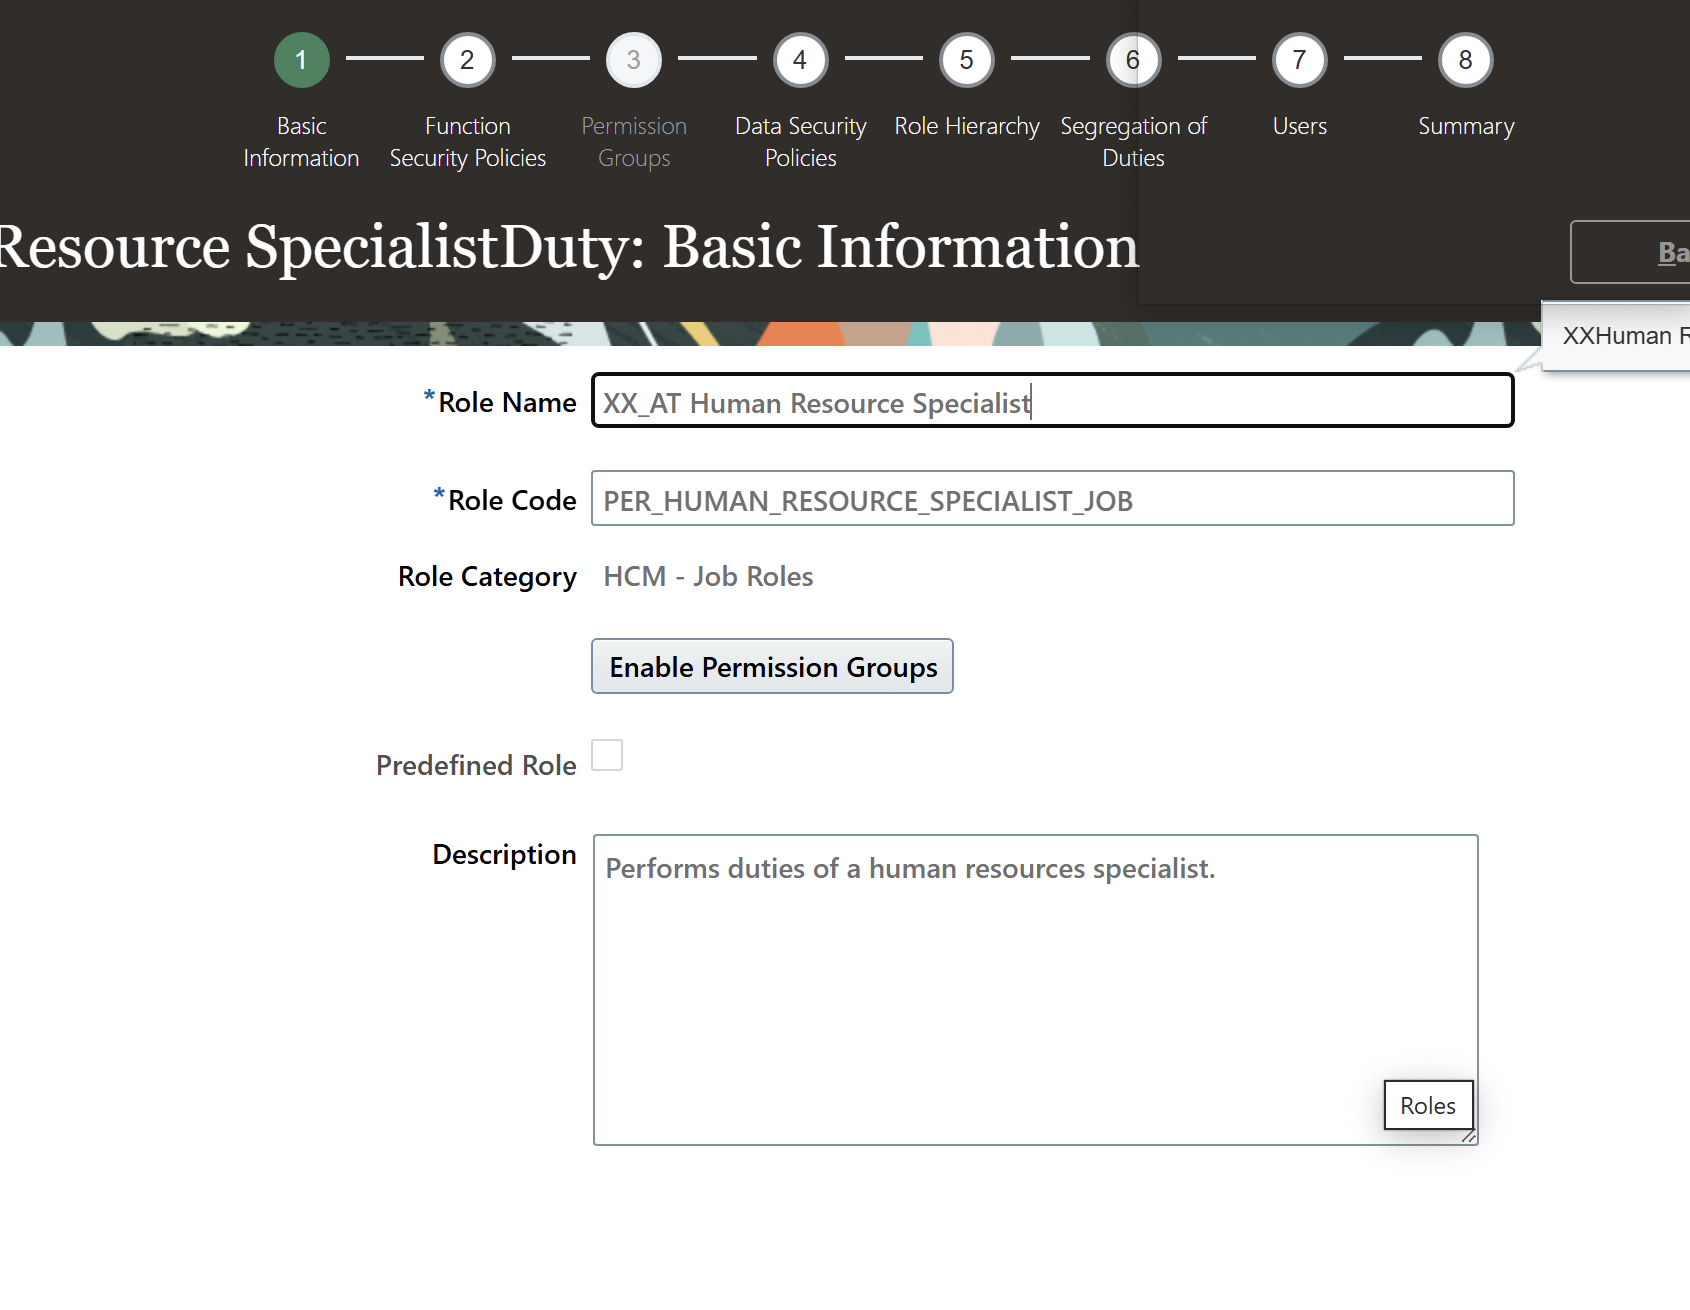 1 2 3 4 5 6 7 8
Basic Information
Function Security Policies
Permission Groups
Data Security Policies
Role Hierarchy
Segregation of Duties
Users
Summary
Resource SpecialistDuty: Basic Information
Ba
XXHuman R
*Role Name XX_AT Human Resource Specialist
*Role Code PER_HUMAN_RESOURCE_SPECIALIST_JOB
Role Category HCM - Job Roles
Enable Permission Groups
Predefined Role
Description Performs duties of a human resources specialist.
Roles